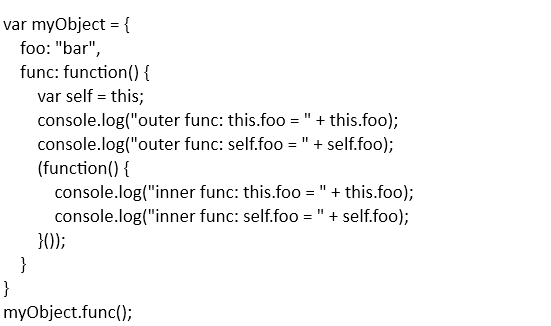 var myObject = {
foo: "bar",
func: function() {
var self = this;
console.log("outer func: this.foo = " + this.foo);
console.log("outer func: self.foo = " + self.foo);
(function() {
console.log("inner func: this.foo = " + this.foo);
console.log("inner func: self.foo = " + self.foo);
}());
}
}
myObject.func();